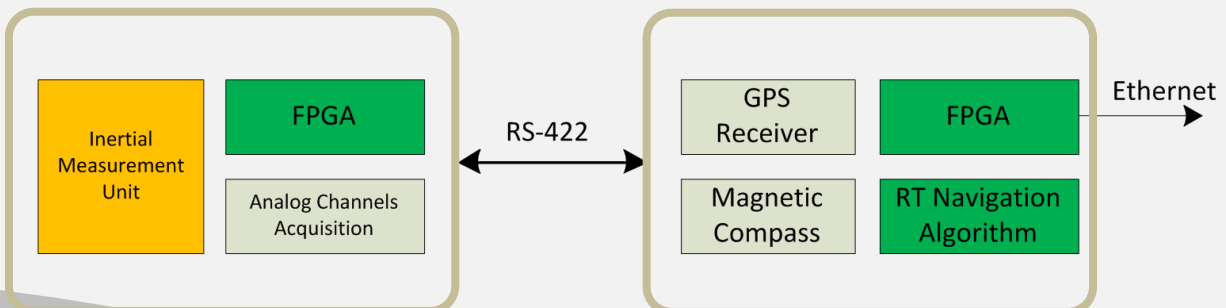 Inertial
Measurement
Unit
FPGA
Analog Channels
Acquisition
RS-422
GPS
Receiver
FPGA
Magnetic
Compass
RT Navigation
Algorithm
Ethernet